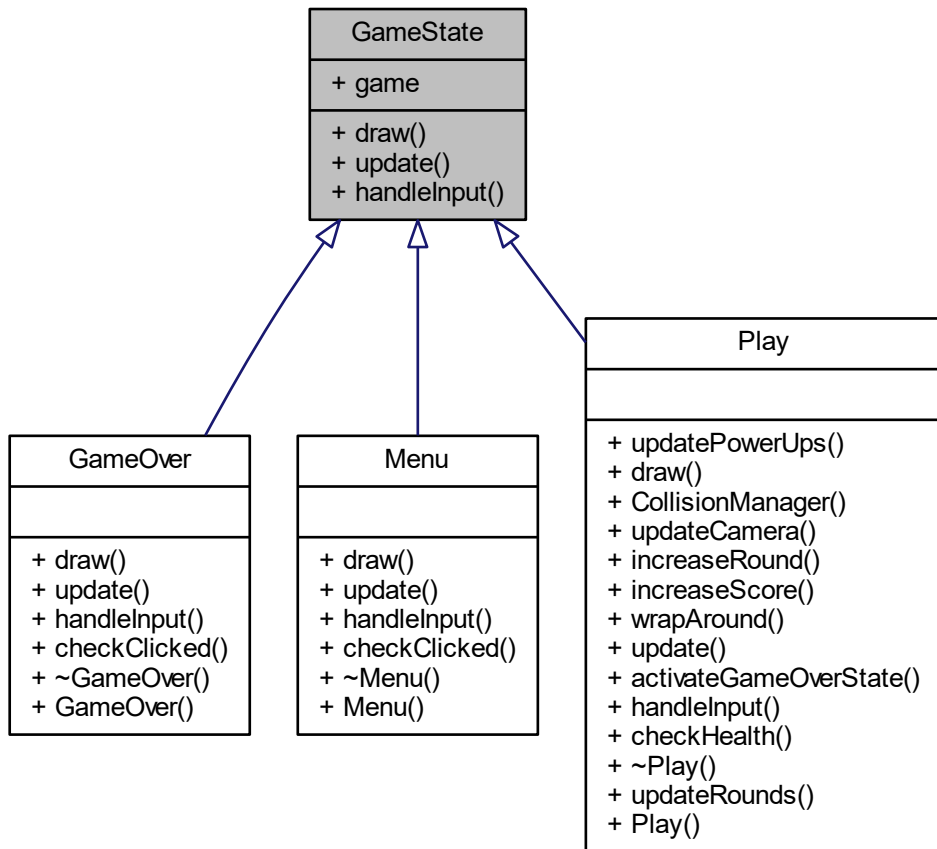 GameState
+ game
+ draw()
+ update()
+ handleInput()
GameOver
+ draw()
+ update()
+ handleInput()
+ checkClicked()
+ ~GameOver()
+ GameOver()
Menu
+ draw()
+ update()
+ handleInput()
+ checkClicked()
+ ~Menu()
+ Menu()
Play
+ updatePowerUps()
+ draw()
+ CollisionManager()
+ updateCamera()
+ increaseRound()
+ increaseScore()
+ wrapAround()
+ update()
+ activateGameOverState()
+ handleInput()
+ checkHealth()
+ ~Play()
+ updateRounds()
+ Play()